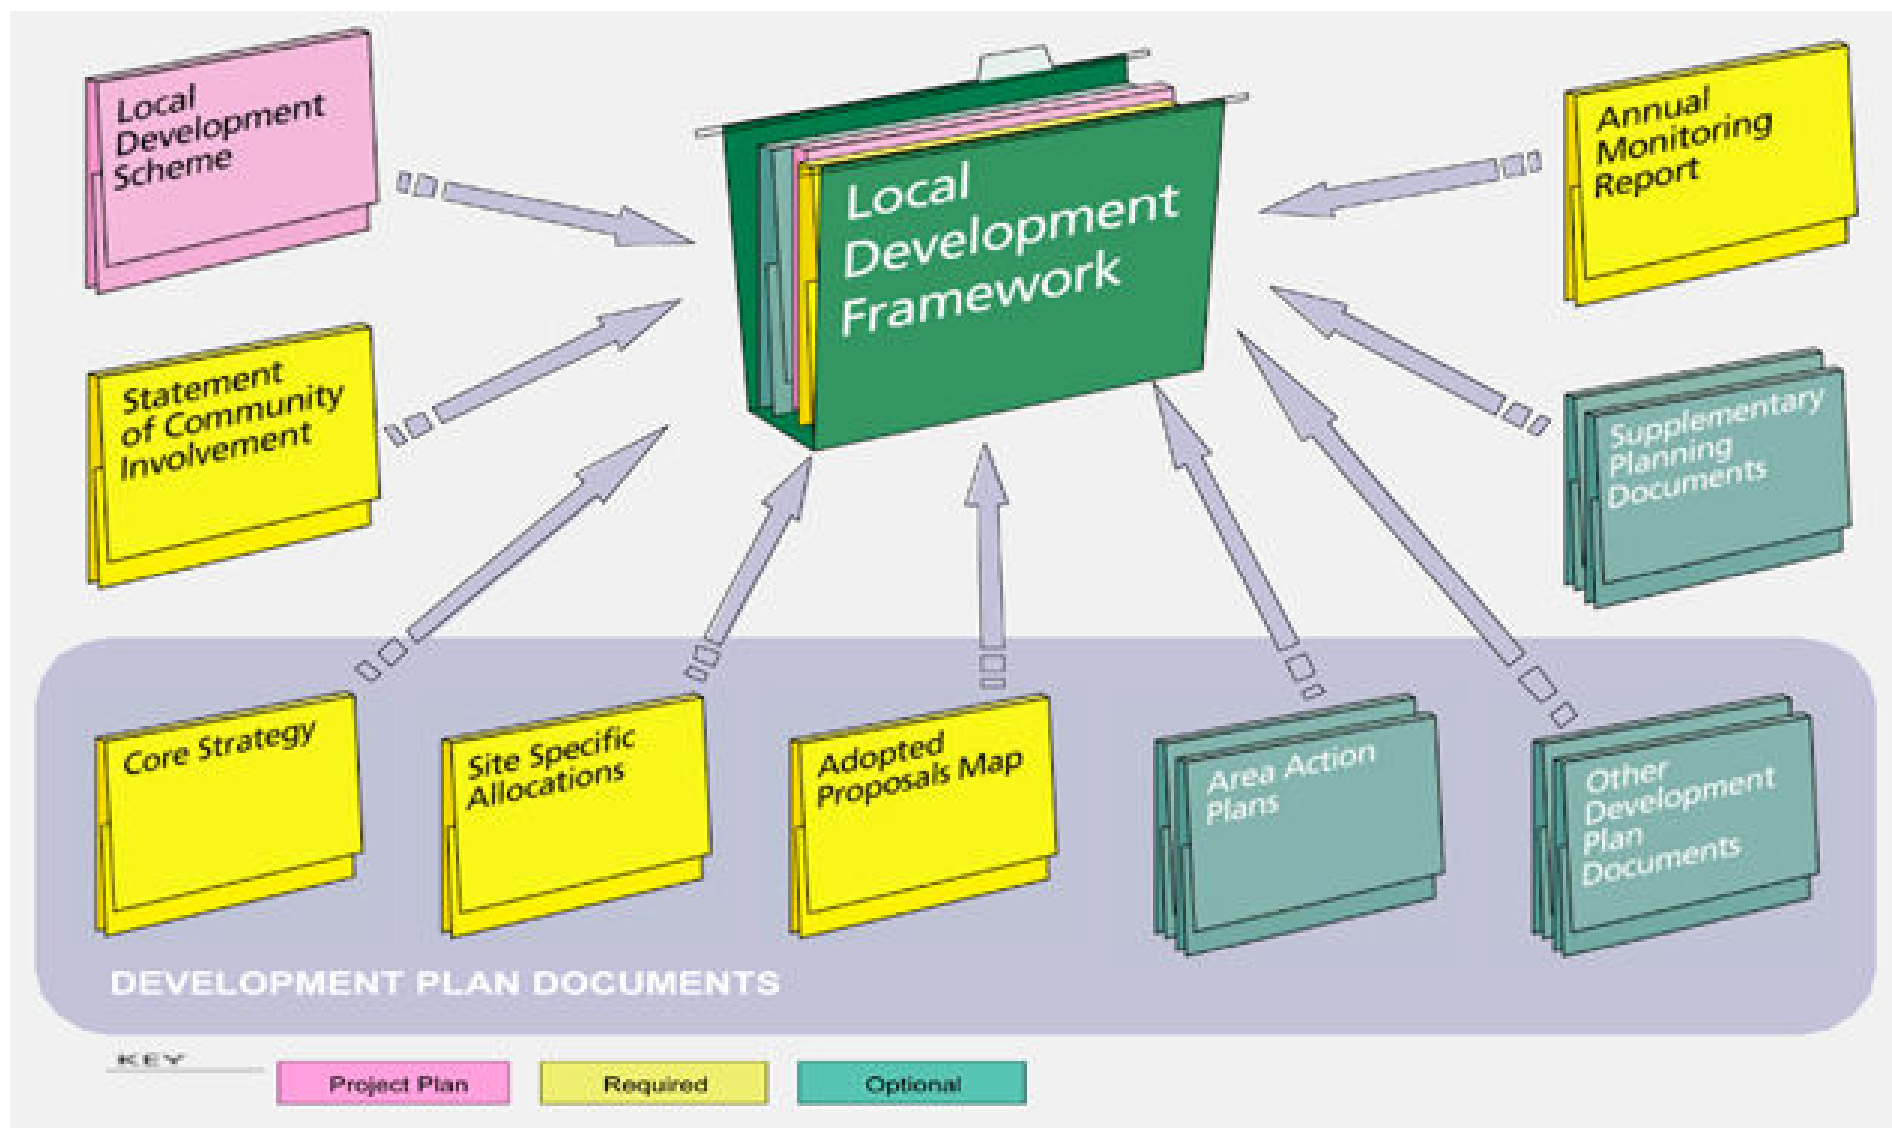 Local
Development
Scheme
Local
Development
Framework
Annual
Monitoring
Report
Statement
of Community
Involvement
Supplementary
Planning
Documents
Core Strategy
Site Specific
Allocations
Adopted
Proposals Map
Area Action
Plans
Other
Development
Plan
Documents
DEVELOPMENT PLAN DOCUMENTS
KEY
Project Plan
Required
Optional